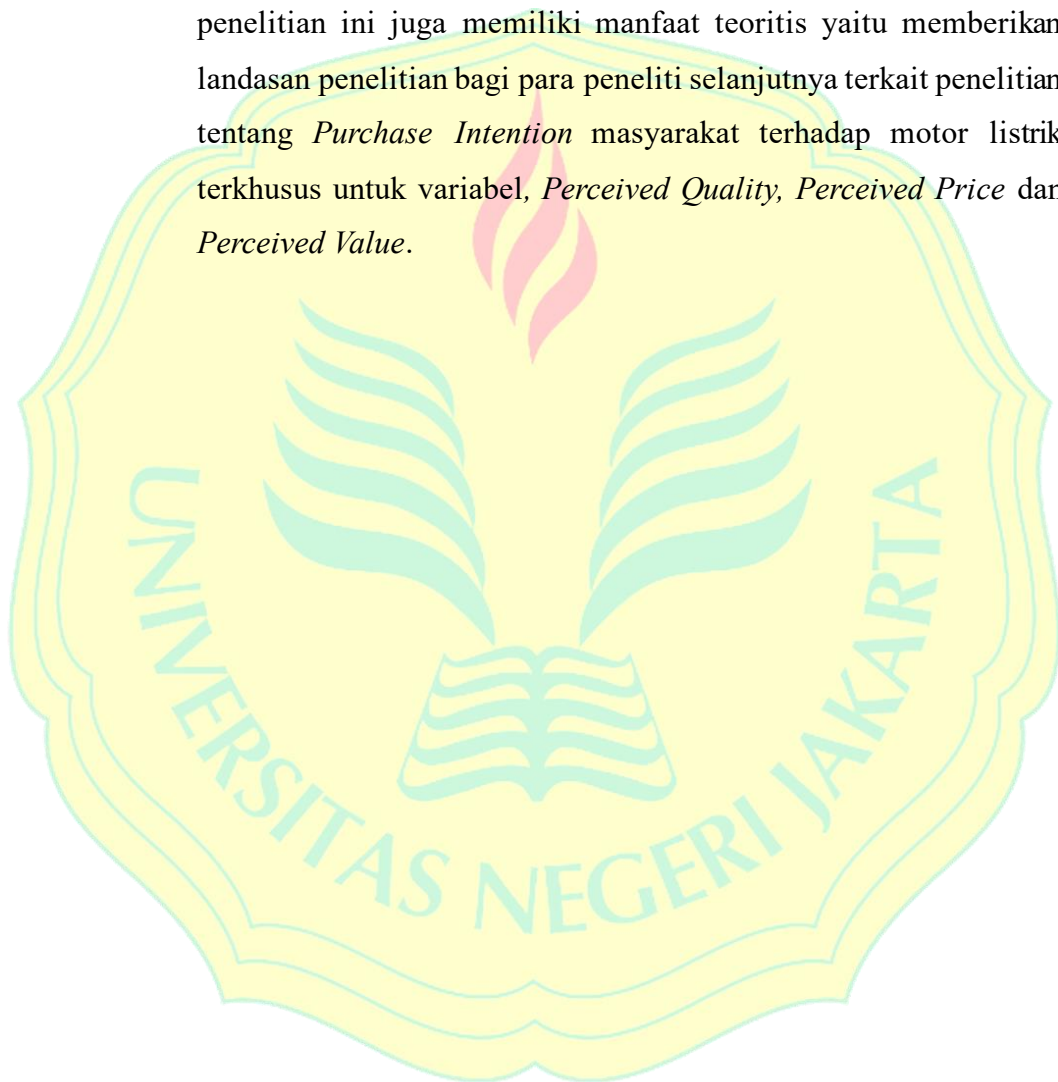 penelitian ini juga memiliki manfaat teoritis yaitu memberikan
landasan penelitian bagi para peneliti selanjutnya terkait penelitian
tentang Purchase Intention masyarakat terhadap motor listrik
terkhusus untuk variabel, Perceived Quality, Perceived Price dan
Perceived Value.
UNIVERSITAS NEGERI JAKARTA